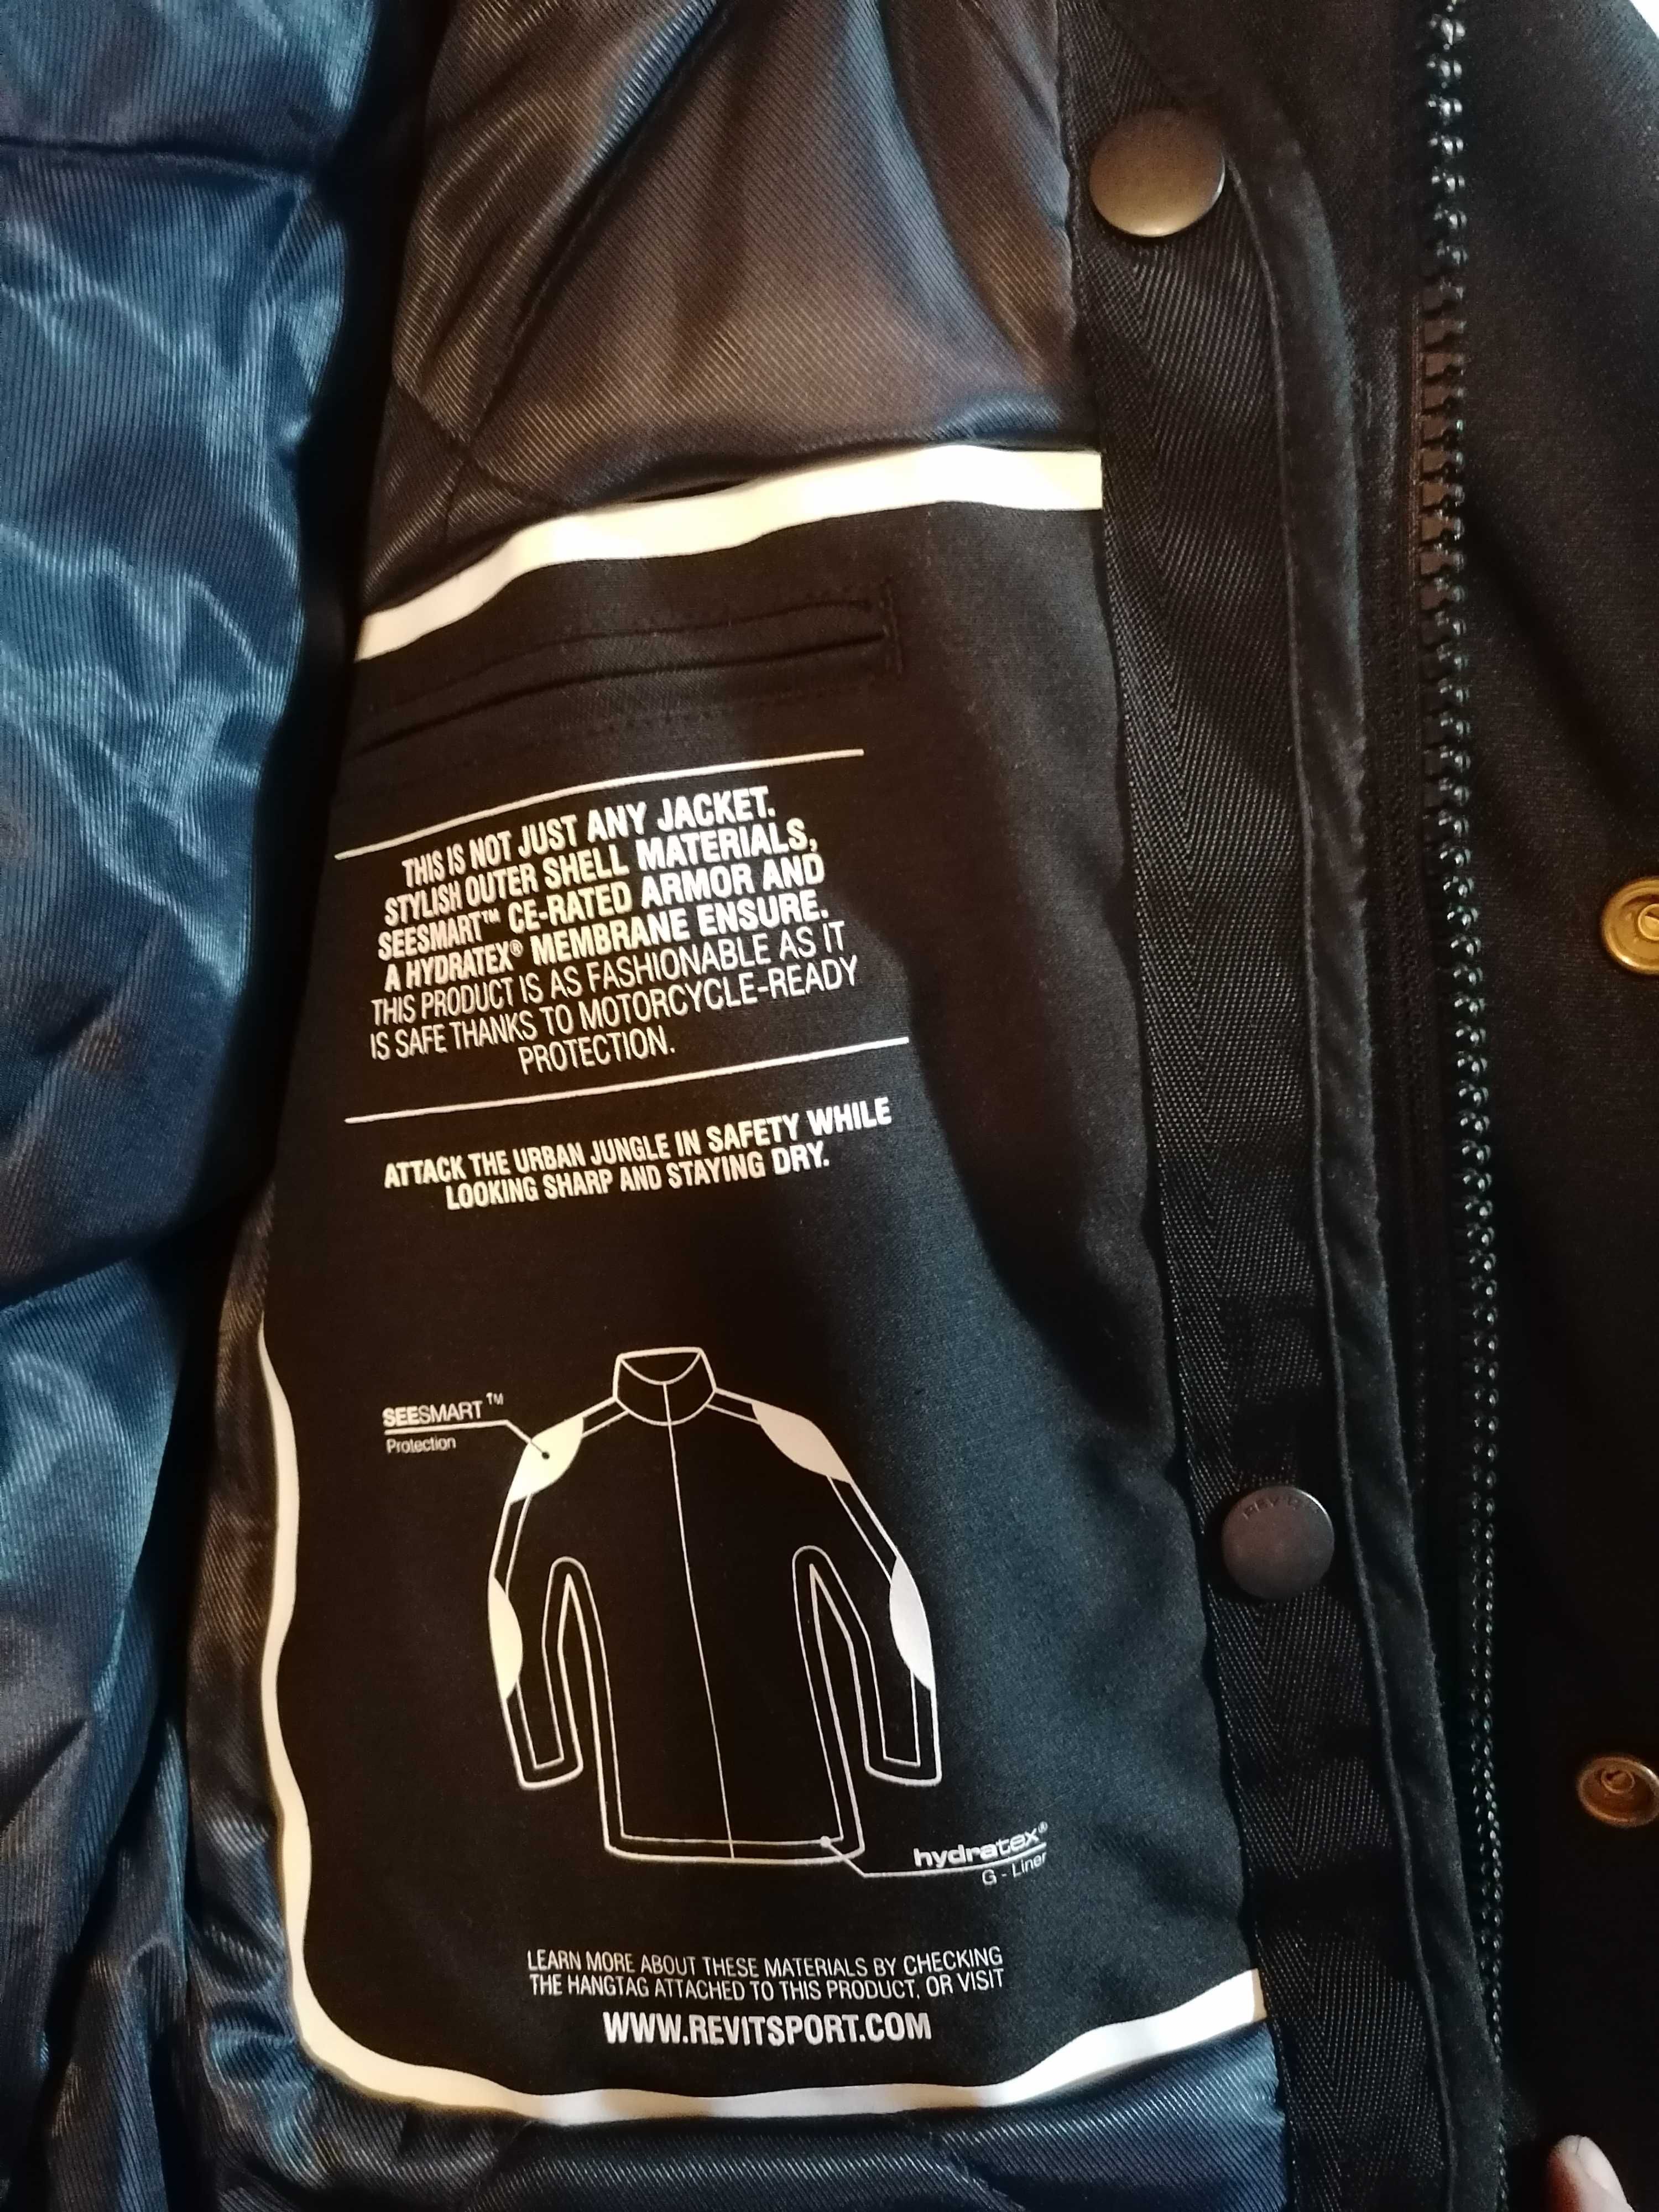 THIS IS NOT JUST ANY JACKET.
STYLISH OUTER SHELL MATERIALS,
SEESMART™ CE-RATED ARMOR AND
A HYDRATEX® MEMBRANE ENSURE.
THIS PRODUCT IS AS FASHIONABLE AS IT
IS SAFE THANKS TO MOTORCYCLE-READY
PROTECTION.
ATTACK THE URBAN JUNGLE IN SAFETY WHILE
LOOKING SHARP AND STAYING DRY.
SEESMART™
Protection
hydratex®
G - Liner
LEARN MORE ABOUT THESE MATERIALS BY CHECKING
THE HANGTAG ATTACHED TO THIS PRODUCT, OR VISIT
WWW.REVITSPORT.COM